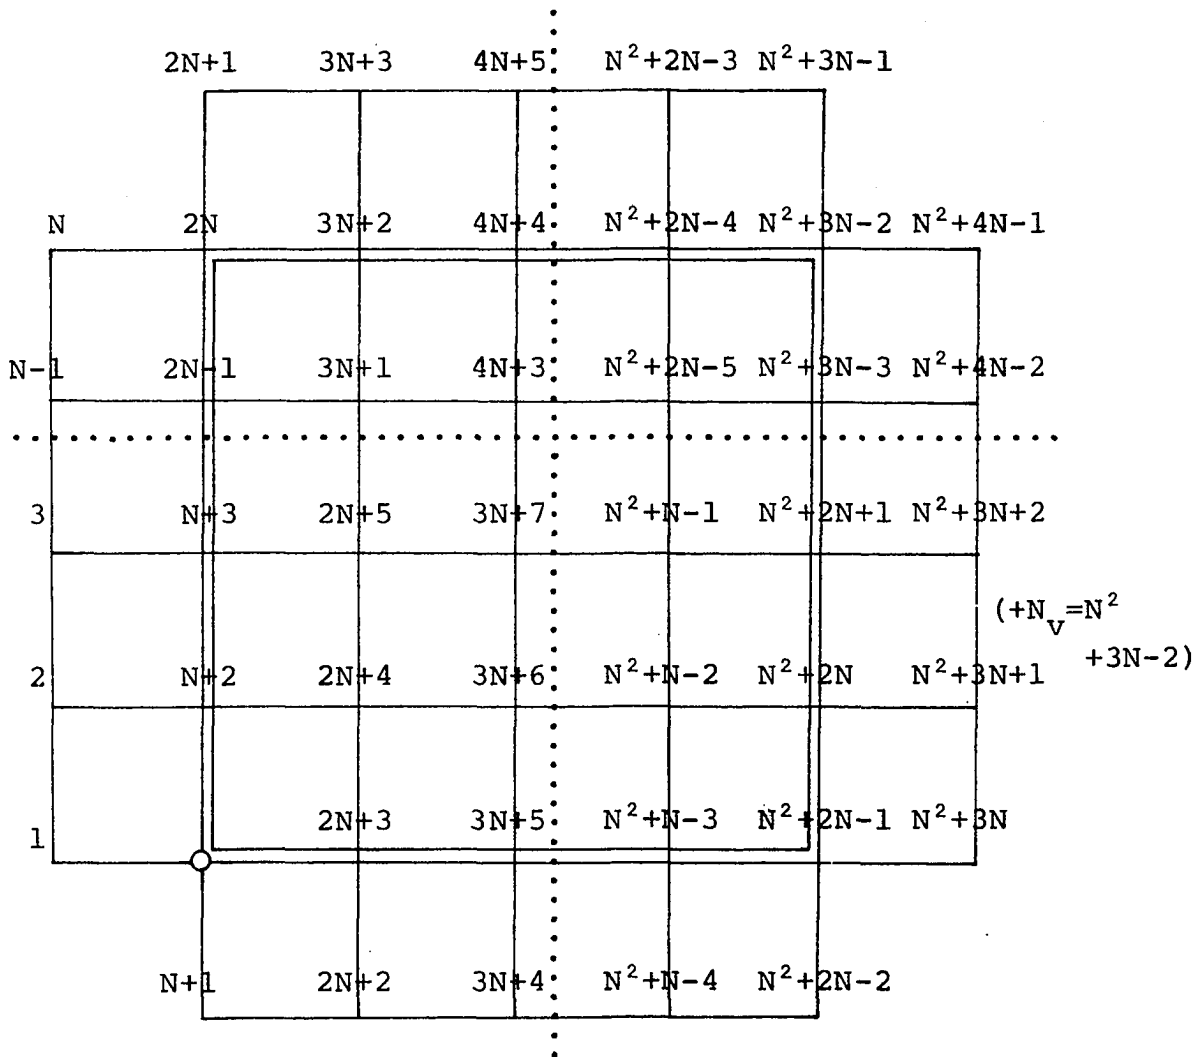 2N+1 3N+3 4N+5 N²+2N-3 N²+3N-1
N 2N 3N+2 4N+4 N²+2N-4 N²+3N-2 N²+4N-1
N-1 2N-1 3N+1 4N+3 N²+2N-5 N²+3N-3 N²+4N-2
3 N+3 2N+5 3N+7 N²+N-1 N²+2N+1 N²+3N+2
(+N_v=N²
+3N-2)
2 N+2 2N+4 3N+6 N²+N-2 N²+2N N²+3N+1
1 2N+3 3N+5 N²+N-3 N²+2N-1 N²+3N
N+1 2N+2 3N+4 N²+N-4 N²+2N-2